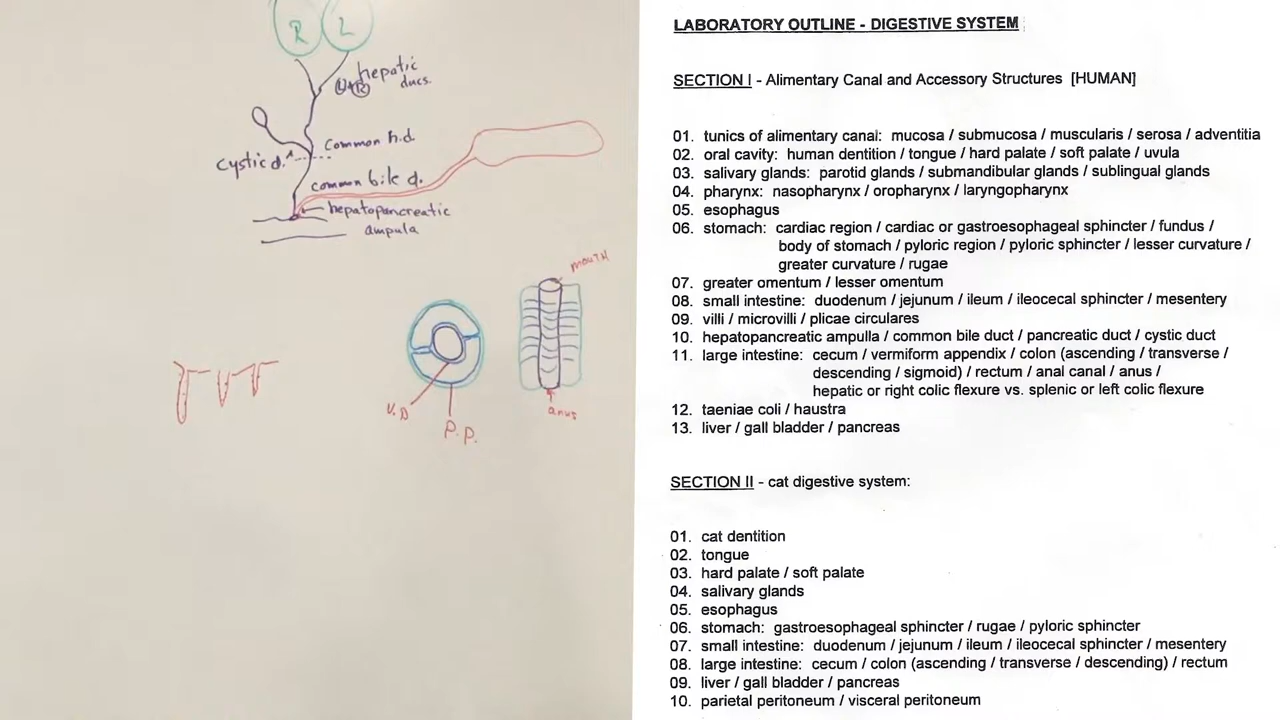 R L
L+R hepatic
ducs.
common h.d.
cystic d.
common bile d.
hepatopancreatic
ampula
mouth
V.P
P.P.
anus
LABORATORY OUTLINE - DIGESTIVE SYSTEM
SECTION I - Alimentary Canal and Accessory Structures [HUMAN]
01. tunics of alimentary canal: mucosa / submucosa / muscularis / serosa / adventitia
02. oral cavity: human dentition / tongue / hard palate / soft palate / uvula
03. salivary glands: parotid glands / submandibular glands / sublingual glands
04. pharynx: nasopharynx / oropharynx / laryngopharynx
05. esophagus
06. stomach: cardiac region / cardiac or gastroesophageal sphincter / fundus /
body of stomach / pyloric region / pyloric sphincter / lesser curvature /
greater curvature / rugae
07. greater omentum / lesser omentum
08. small intestine: duodenum / jejunum / ileum / ileocecal sphincter / mesentery
09. villi / microvilli / plicae circulares
10. hepatopancreatic ampulla / common bile duct / pancreatic duct / cystic duct
11. large intestine: cecum / vermiform appendix / colon (ascending / transverse /
descending / sigmoid) / rectum / anal canal / anus /
hepatic or right colic flexure vs. splenic or left colic flexure
12. taeniae coli / haustra
13. liver / gall bladder / pancreas
SECTION II - cat digestive system:
01. cat dentition
02. tongue
03. hard palate / soft palate
04. salivary glands
05. esophagus
06. stomach: gastroesophageal sphincter / rugae / pyloric sphincter
07. small intestine: duodenum / jejunum / ileum / ileocecal sphincter / mesentery
08. large intestine: cecum / colon (ascending / transverse / descending) / rectum
09. liver / gall bladder / pancreas
10. parietal peritoneum / visceral peritoneum